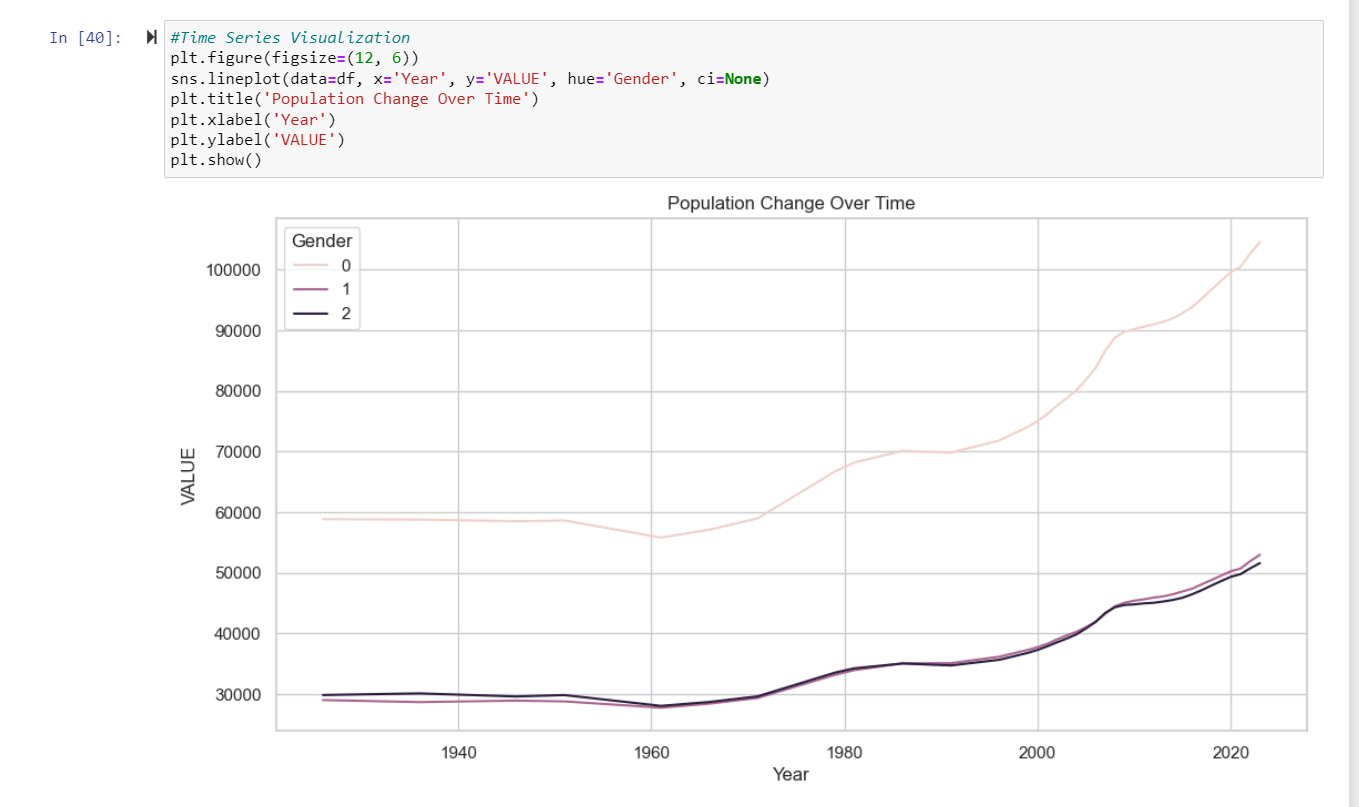 In [40]:
#Time Series Visualization
plt.figure(figsize=(12, 6))
sns.lineplot(data=df, x='Year', y='VALUE', hue='Gender', ci=None)
plt.title('Population Change Over Time')
plt.xlabel('Year')
plt.ylabel('VALUE')
plt.show()
Population Change Over Time
Gender
0
1
2
100000
90000
80000
70000
60000
50000
40000
30000
VALUE
1940 1960 1980 2000 2020
Year